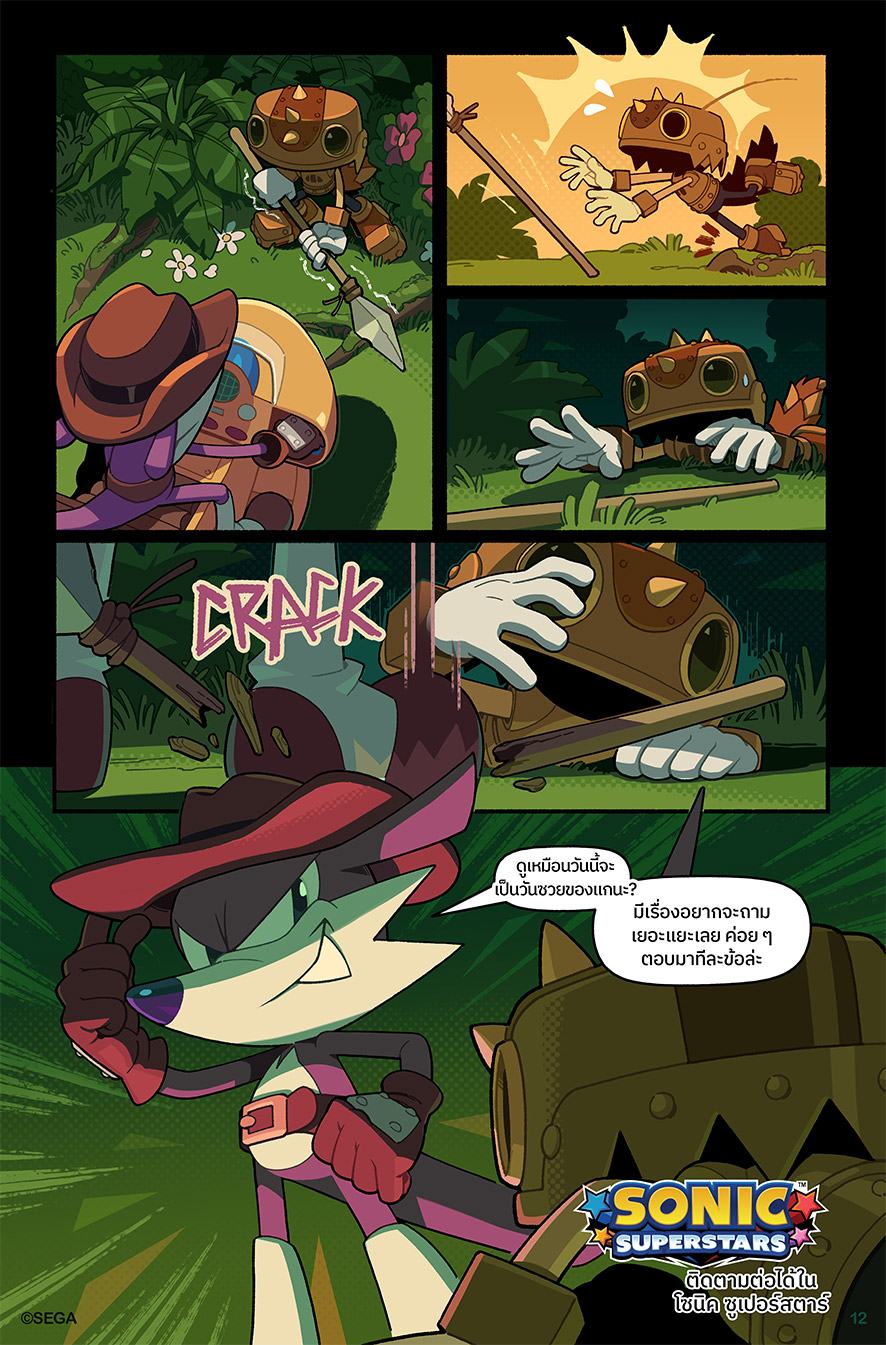 CRACK
ดูเหมือนวันนี้จะ
เป็นวันซวยของแกนะ?
มีเรื่องอยากจะถาม
เยอะแยะเลย ค่อย ๆ
ตอบมาทีละข้อล่ะ
SONIC
SUPERSTARS
TM
ติดตามต่อได้ใน
โซนิค ซูเปอร์สตาร์
©SEGA
12